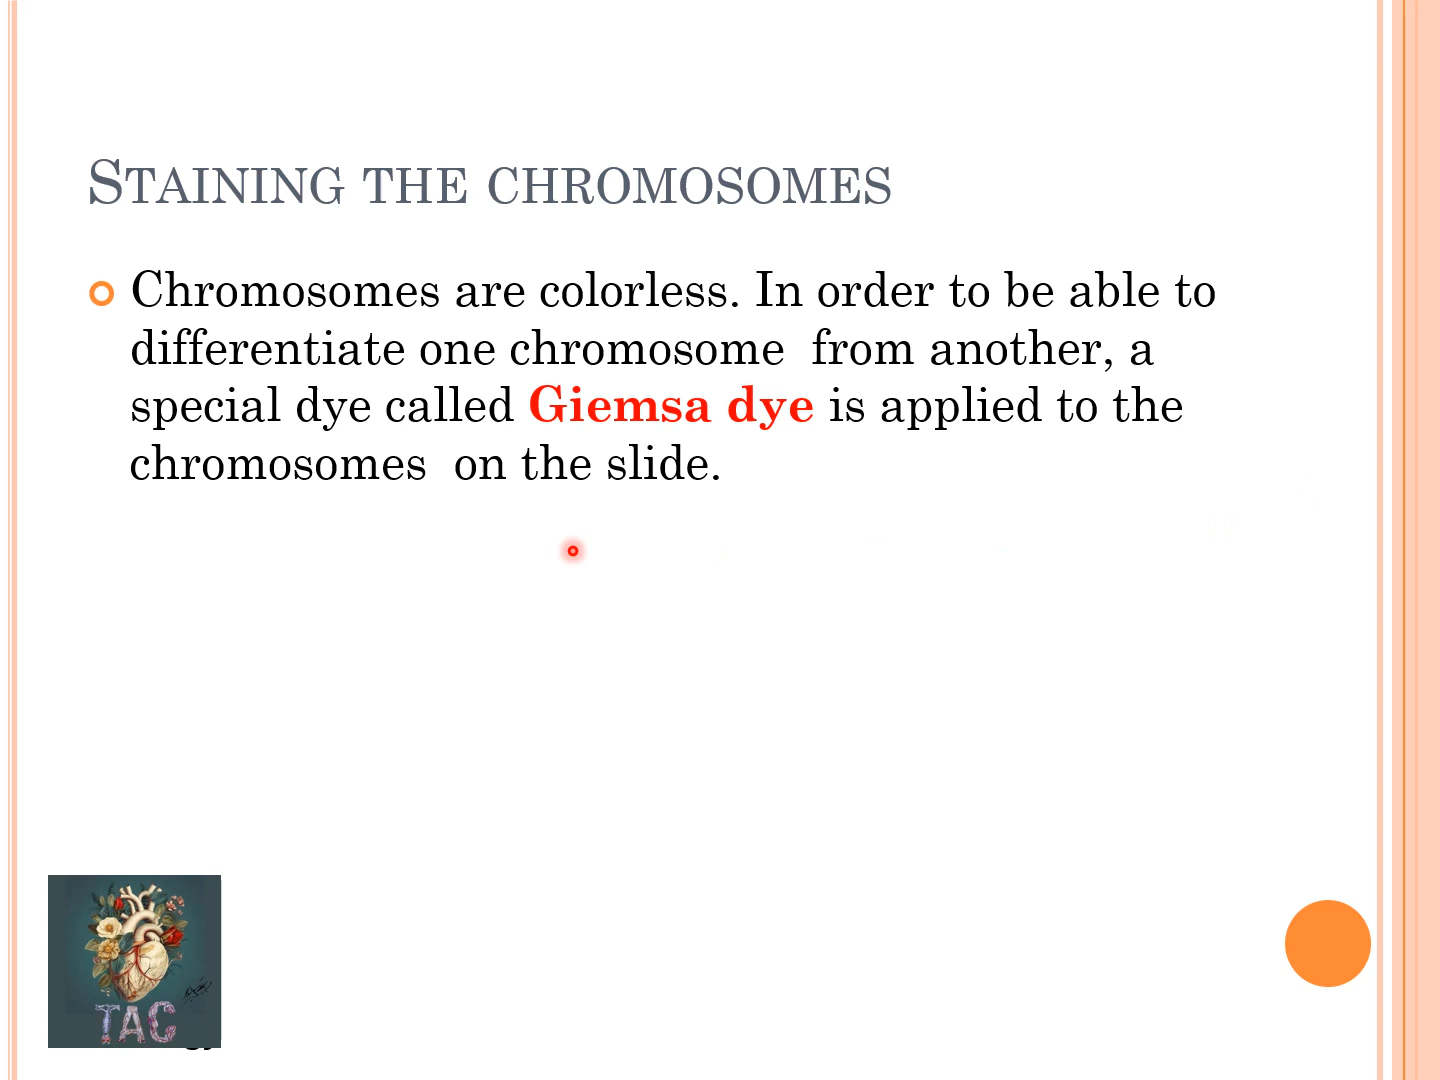 STAINING THE CHROMOSOMES
Chromosomes are colorless. In order to be able to
differentiate one chromosome from another, a
special dye called Giemsa dye is applied to the
chromosomes on the slide.
TAC